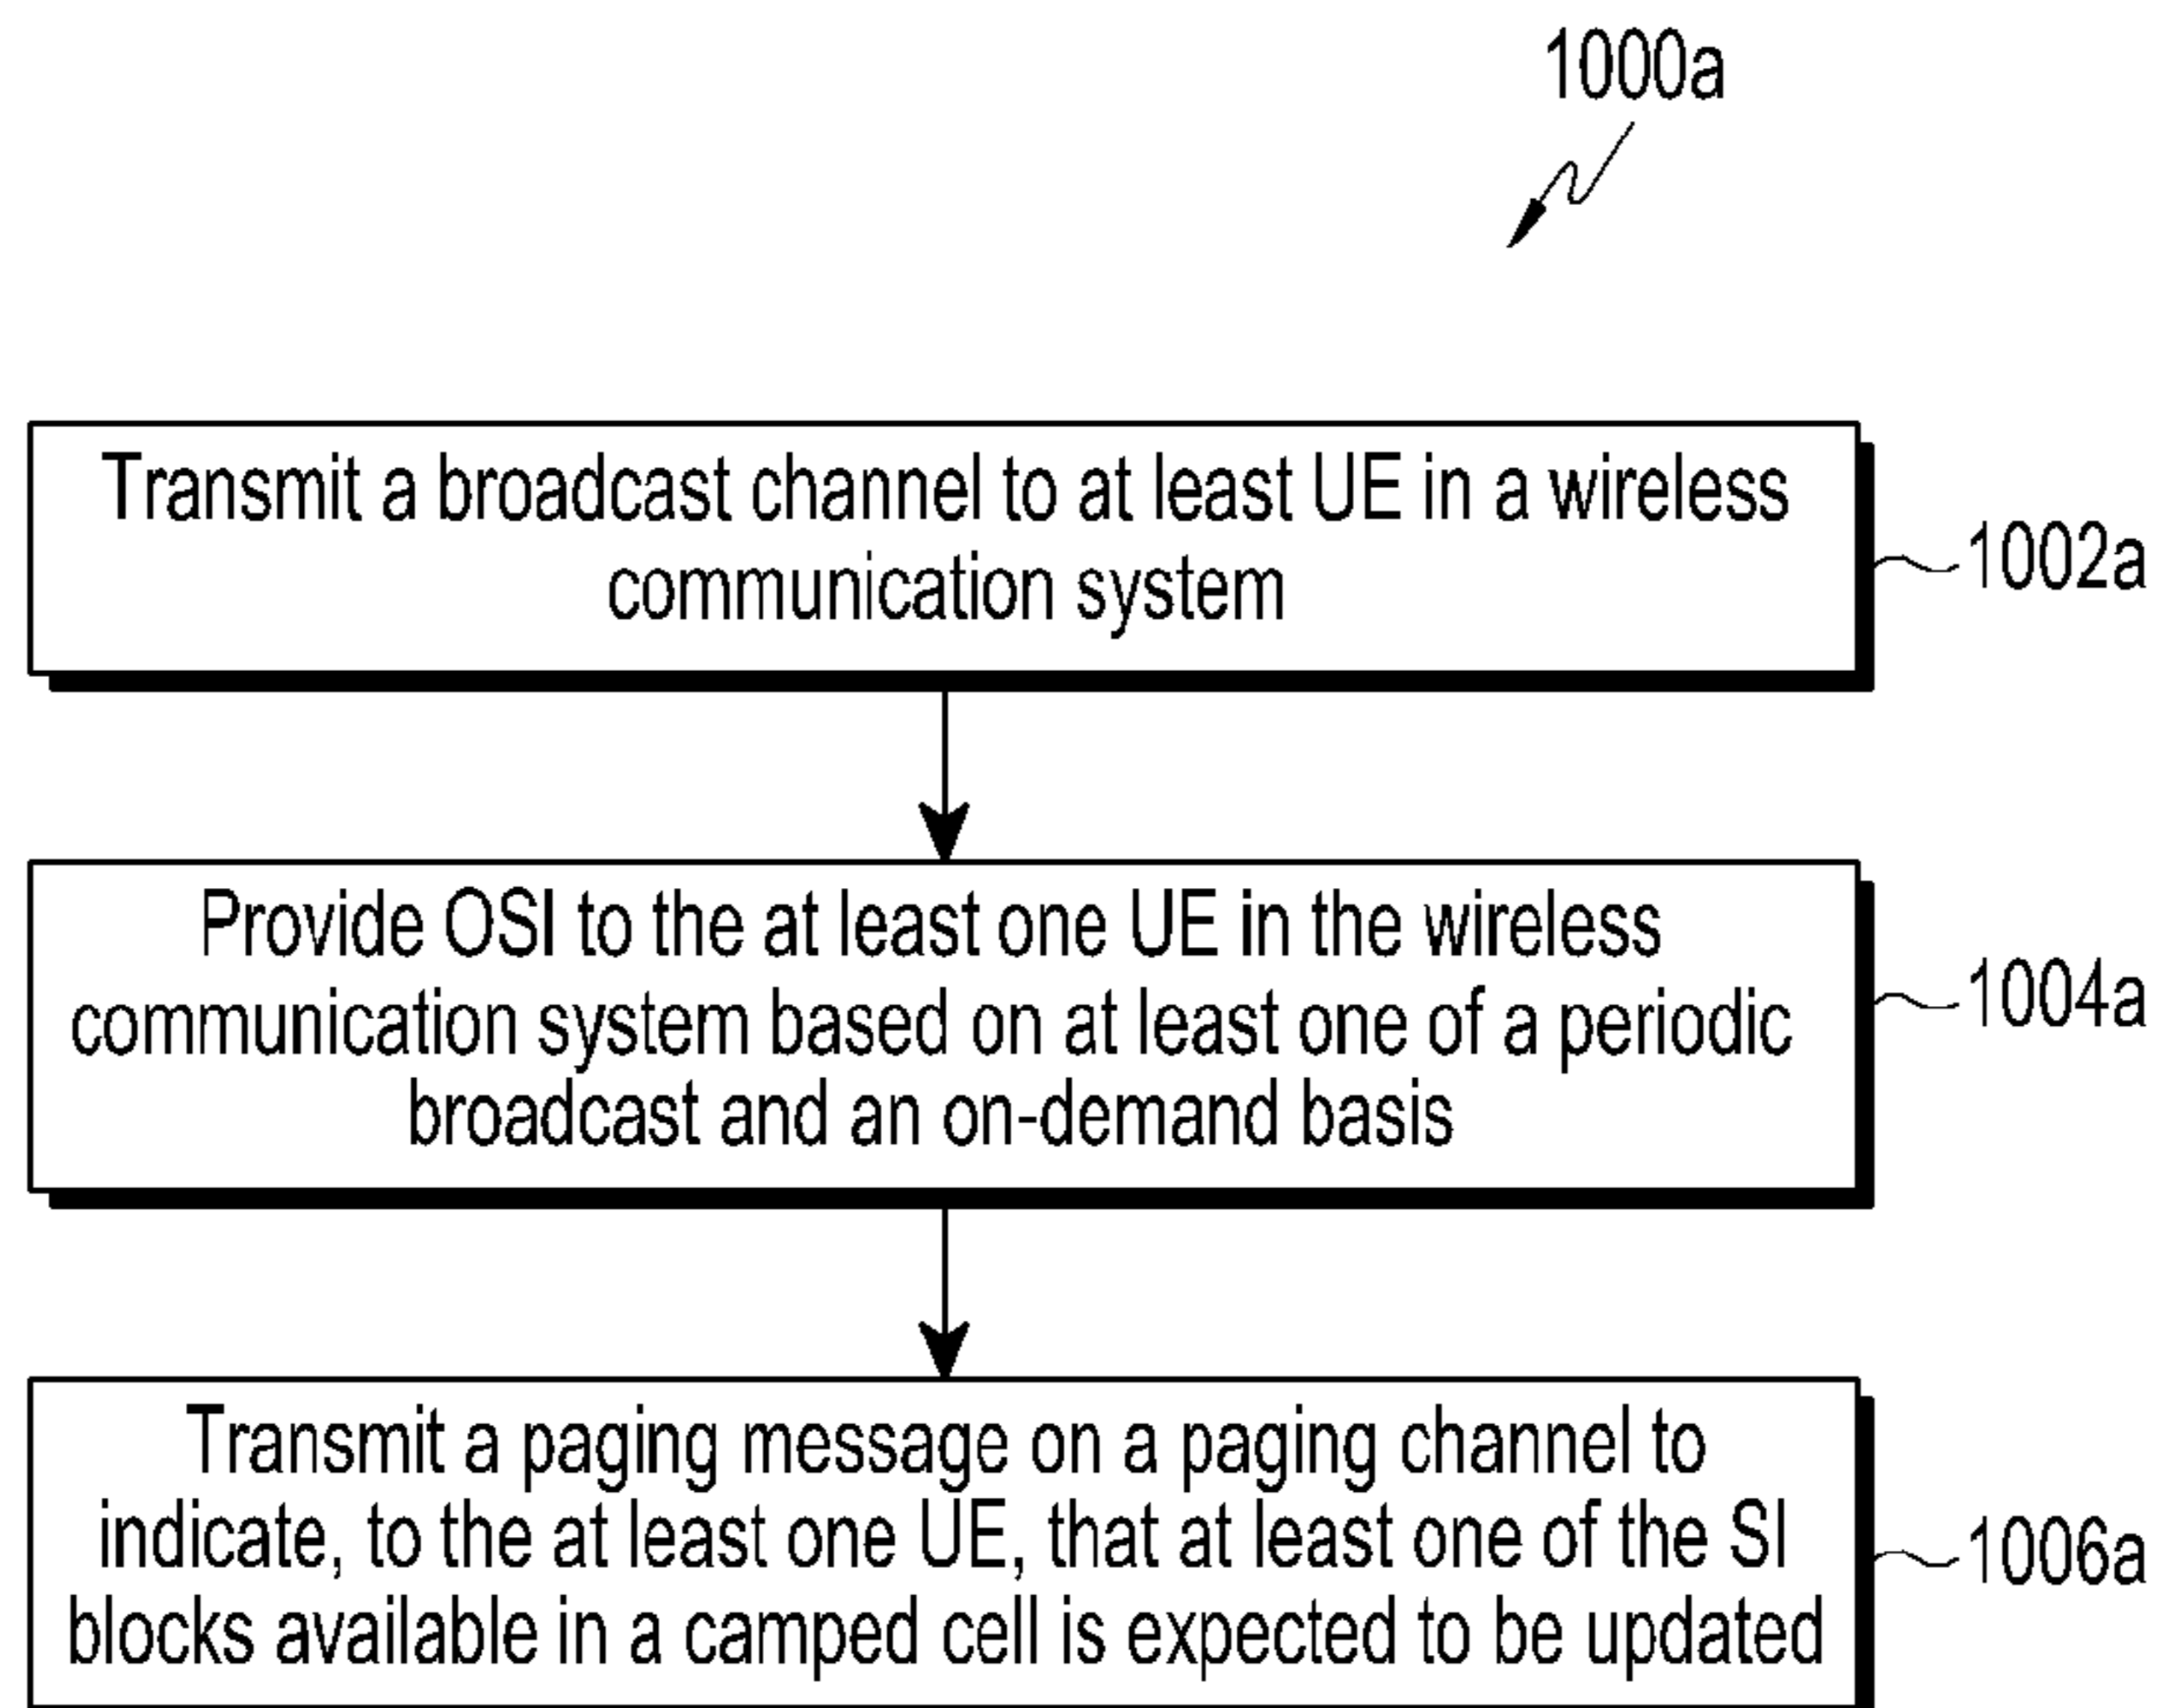 1000a
Transmit a broadcast channel to at least UE in a wireless
communication system
1002a
Provide OSI to the at least one UE in the wireless
communication system based on at least one of a periodic
broadcast and an on-demand basis
1004a
Transmit a paging message on a paging channel to
indicate, to the at least one UE, that at least one of the SI
blocks available in a camped cell is expected to be updated
1006a